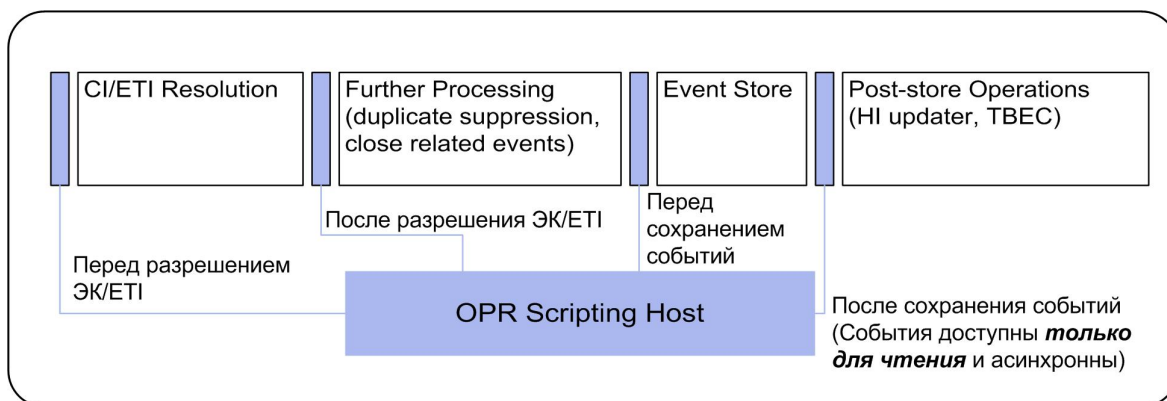 CI/ETI Resolution
Further Processing
(duplicate suppression,
close related events)
Event Store
Post-store Operations
(HI updater, TBEC)
После разрешения ЭК/ETI
Перед
сохранением
событий
Перед разрешением
ЭК/ETI
OPR Scripting Host
После сохранения событий
(События доступны только
для чтения и асинхронны)